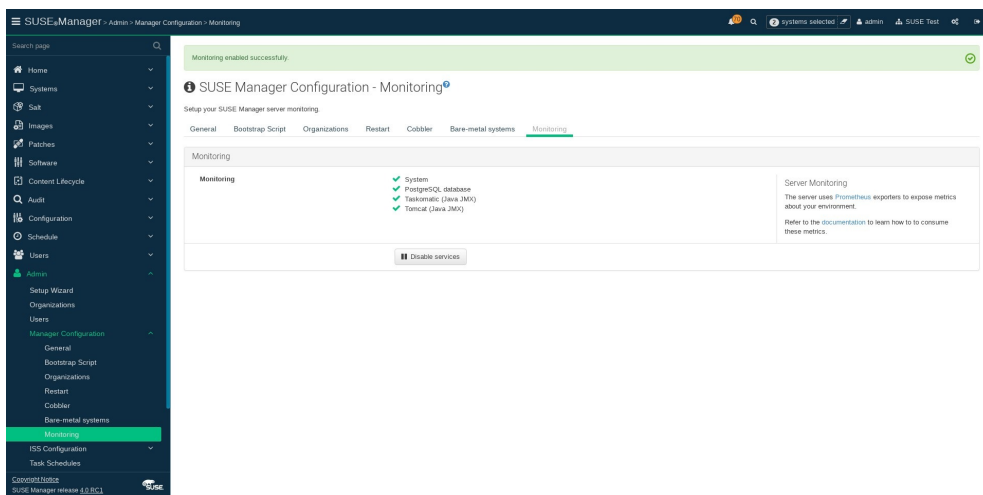 SUSE Manager > Admin > Manager Configuration > Monitoring
2 systems selected
admin
SUSE Test
Search page
Home
Systems
Salt
Images
Patches
Software
Content Lifecycle
Audit
Configuration
Schedule
Users
Admin
Setup Wizard
Organizations
Users
Manager Configuration
General
Bootstrap Script
Organizations
Restart
Cobbler
Bare-metal systems
Monitoring
ISS Configuration
Task Schedules
Copyright Notice
SUSE Manager release 4.0 RC1
SUSE.
Monitoring enabled successfully.
SUSE Manager Configuration - Monitoring
Setup your SUSE Manager server monitoring.
General Bootstrap Script Organizations Restart Cobbler Bare-metal systems Monitoring
Monitoring
Monitoring
System
PostgreSQL database
Taskomatic (Java JMX)
Tomcat (Java JMX)
Server Monitoring
The server uses Prometheus exporters to expose metrics
about your environment.
Refer to the documentation to learn how to to consume
these metrics.
Disable services